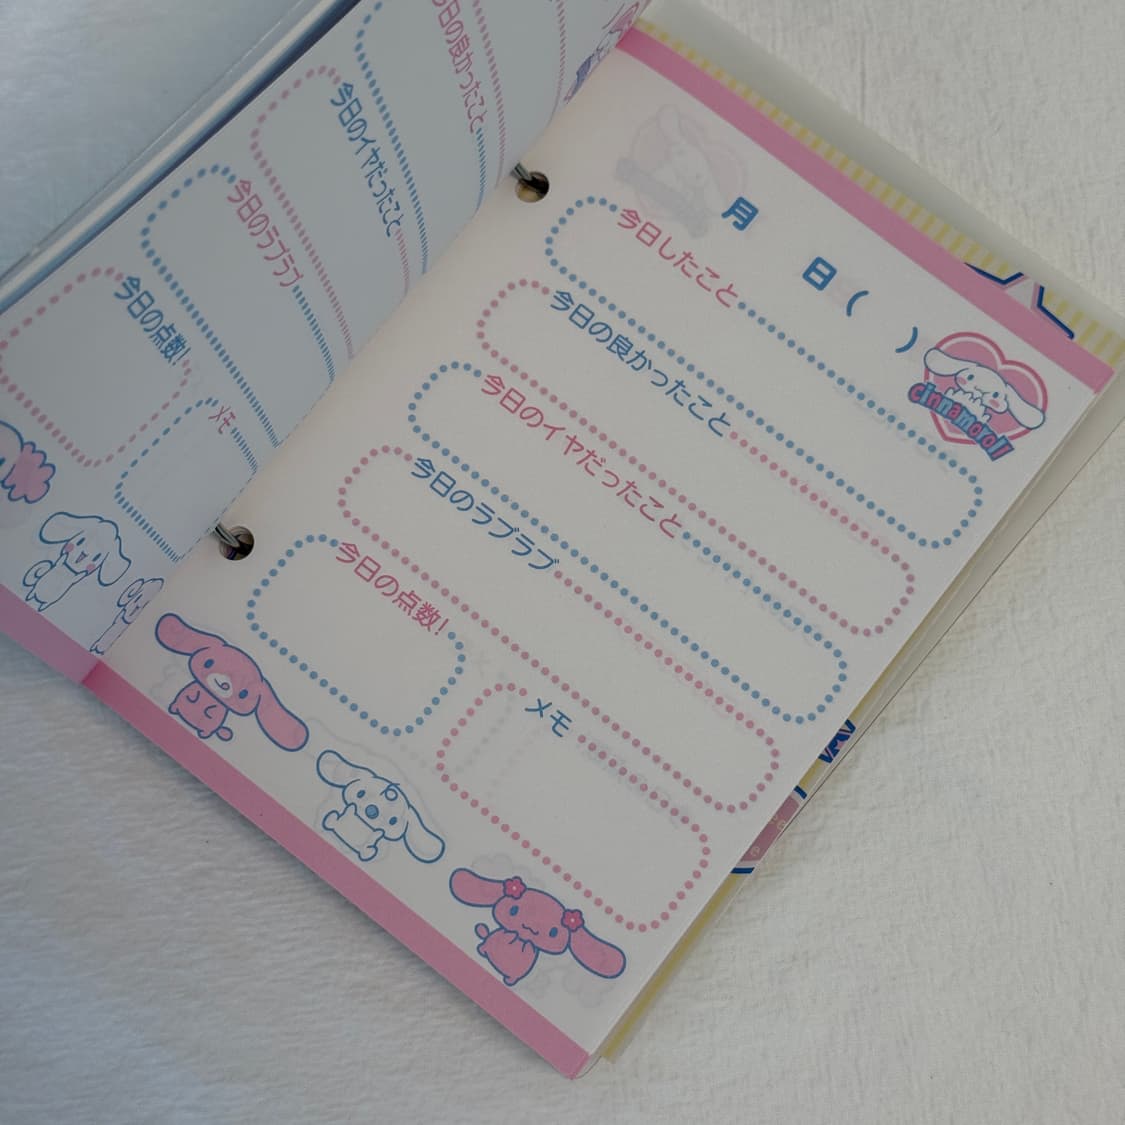 今日の良かったこと
今日のイヤだったこと
今日のラブラブ
今日の点数!
メモ
月 日( )
cinnamoroll
今日したこと
今日の良かったこと
今日のイヤだったこと
今日のラブラブ
今日の点数!
メモ